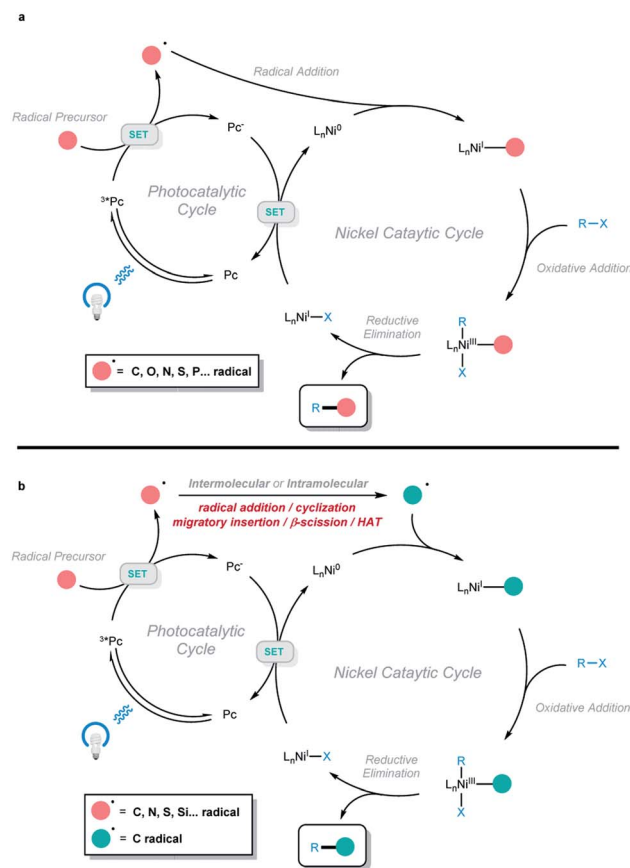 a
Radical Addition
Radical Precursor
SET
Pc⁻
LₙNi⁰
LₙNiᴵ
³*Pc
Photocatalytic
Cycle
SET
Nickel Cataytic Cycle
R–X
Oxidative Addition
Pc
LₙNiᴵ–X
Reductive
Elimination
R
LₙNiᴵᴵᴵ
X
= C, O, N, S, P... radical
R
b
Intermolecular or Intramolecular
radical addition / cyclization
migratory insertion / β-scission / HAT
Radical Precursor
SET
Pc⁻
LₙNi⁰
LₙNiᴵ
³*Pc
Photocatalytic
Cycle
SET
Nickel Cataytic Cycle
R–X
Oxidative Addition
Pc
LₙNiᴵ–X
Reductive
Elimination
R
LₙNiᴵᴵᴵ
X
= C, N, S, Si... radical
= C radical
R